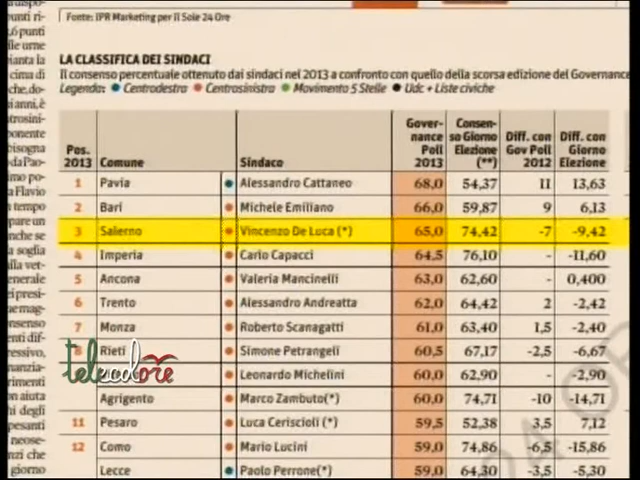 Fonte: IPR Marketing per Il Sole 24 Ore
LA CLASSIFICA DEI SINDACI
Il consenso percentuale ottenuto dai sindaci nel 2013 a confronto con quello della scorsa edizione del Governance
Legenda: Centrodestra Centrosinistra Movimento 5 Stelle Udc + Liste civiche
Pos. 2013 Comune Sindaco Gover-nance Poll 2013 Consen-so Giorno Elezione (**) Diff. con Gov Poll 2012 Diff. con Giorno Elezione
1 Pavia Alessandro Cattaneo 68,0 54,37 11 13,63
2 Bari Michele Emiliano 66,0 59,87 9 6,13
3 Salerno Vincenzo De Luca (*) 65,0 74,42 -7 -9,42
4 Imperia Carlo Capacci 64,5 76,10 - -11,60
5 Ancona Valeria Mancinelli 63,0 62,60 - 0,400
6 Trento Alessandro Andreatta 62,0 64,42 2 -2,42
7 Monza Roberto Scanagatti 61,0 63,40 1,5 -2,40
8 Rieti Simone Petrangeli 60,5 67,17 -2,5 -6,67
Leonardo Michelini 60,0 62,90 - -2,90
Agrigento Marco Zambuto(*) 60,0 74,71 -10 -14,71
11 Pesaro Luca Ceriscioli (*) 59,5 52,38 3,5 7,12
12 Como Mario Lucini 59,0 74,86 -6,5 -15,86
Lecce Paolo Perrone(*) 59,0 64,30 -3,5 -5,30
telecolore
24 OR